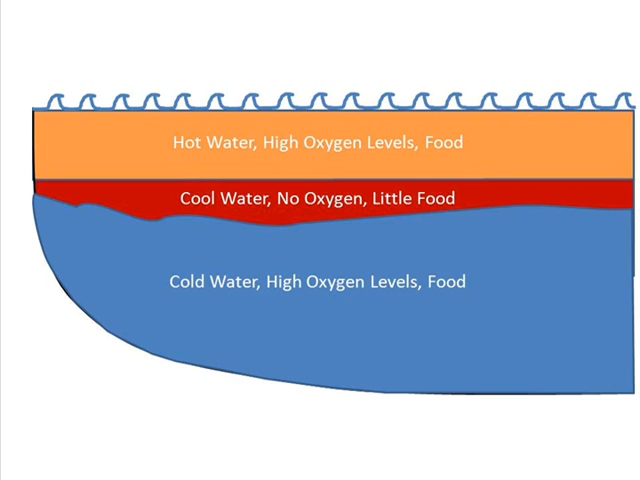 Hot Water, High Oxygen Levels, Food
Cool Water, No Oxygen, Little Food
Cold Water, High Oxygen Levels, Food